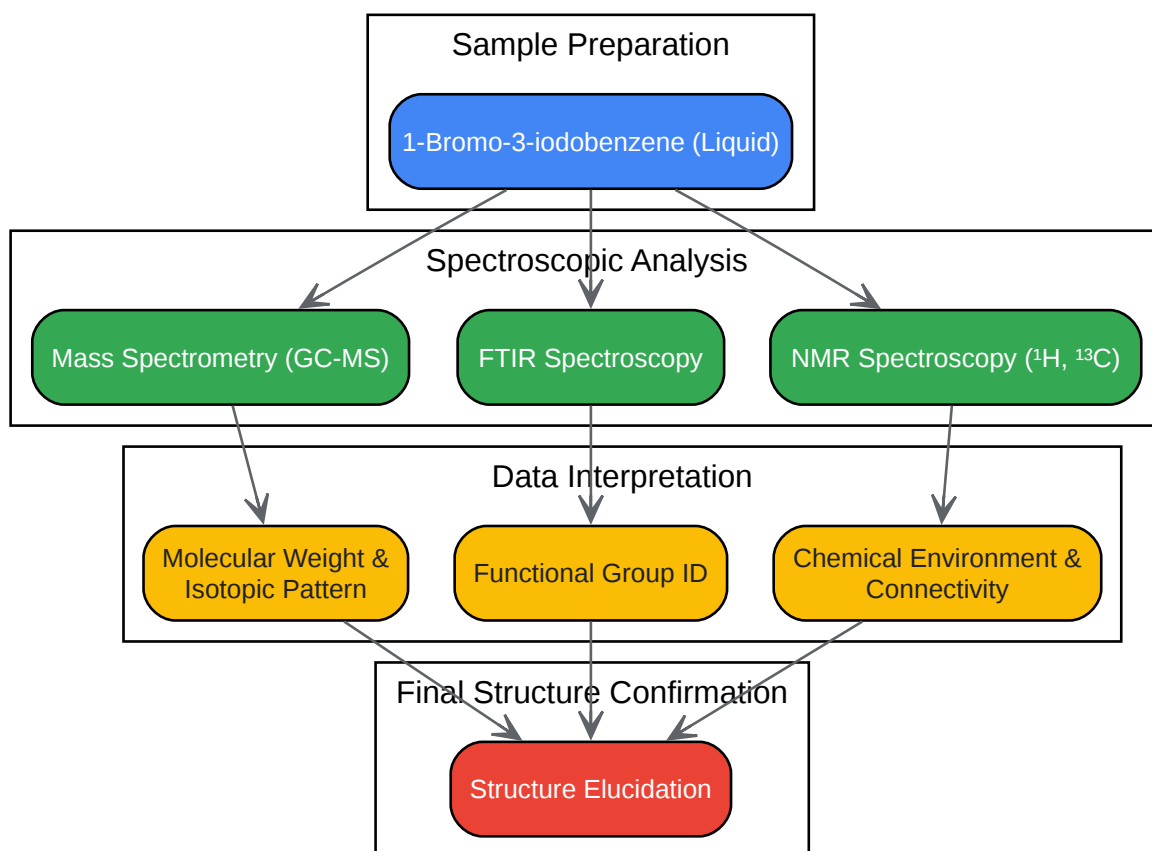 Sample Preparation
1-Bromo-3-iodobenzene (Liquid)
Spectroscopic Analysis
Mass Spectrometry (GC-MS)
FTIR Spectroscopy
NMR Spectroscopy (¹H, ¹³C)
Data Interpretation
Molecular Weight &
Isotopic Pattern
Functional Group ID
Chemical Environment &
Connectivity
Final Structure Confirmation
Structure Elucidation